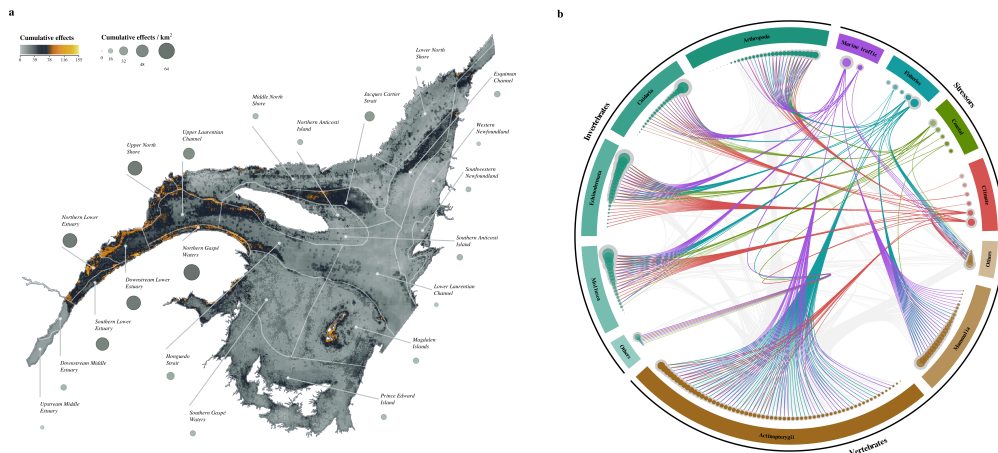 a
Cumulative effects
0 39 78 116 155
Cumulative effects / km2
0 16 32 48 64
Lower North
Shore
Esquiman
Channel
Jacques Cartier
Strait
Middle North
Shore
Northern Anticosti
Island
Western
Newfoundland
Upper Laurentian
Channel
Upper North
Shore
Southwestern
Newfoundland
Northern Lower
Estuary
Northern Gaspé
Waters
Southern Anticosti
Island
Downstream Lower
Estuary
Lower Laurentian
Channel
Southern Lower
Estuary
Honguedo
Strait
Magdalen
Islands
Downstream Middle
Estuary
Prince Edward
Island
Upstream Middle
Estuary
Southern Gaspé
Waters
b
Invertebrates
Stressors
Vertebrates
Arthropoda
Marine traffic
Fisheries
Coastal
Climate
Others
Mammalia
Actinopterygii
Others
Mollusca
Echinodermata
Cnidaria